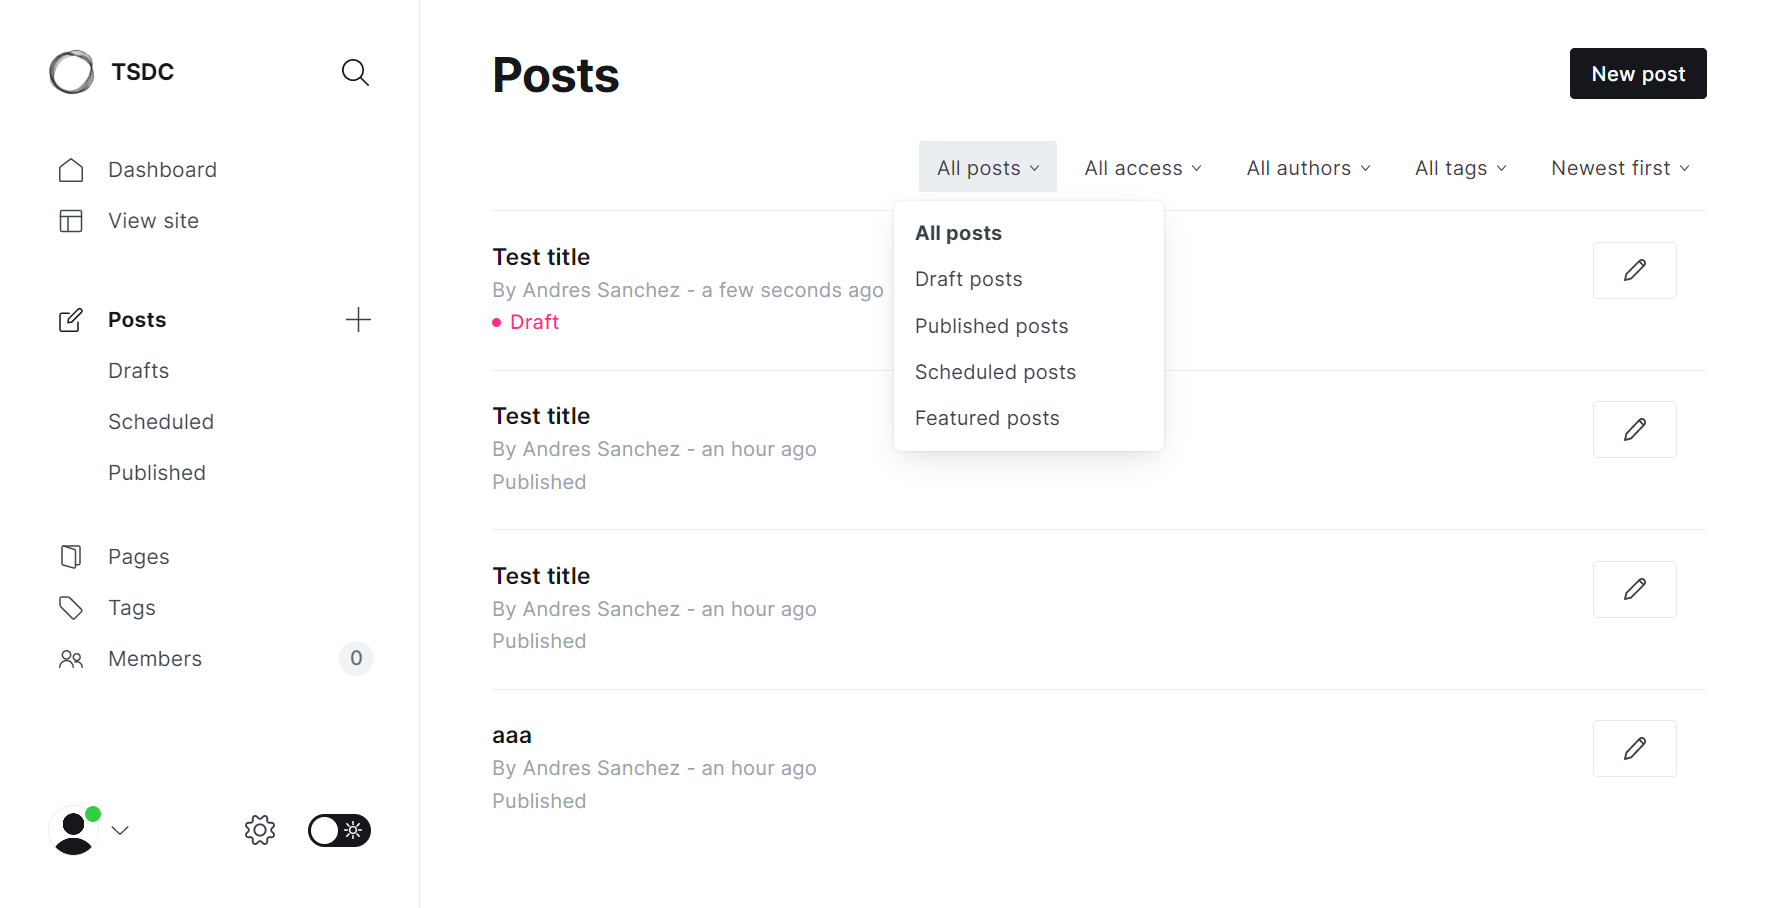 TSDC
Dashboard
View site
Posts
Drafts
Scheduled
Published
Pages
Tags
Members 0
Posts
New post
All posts All access All authors All tags Newest first
All posts
Draft posts
Published posts
Scheduled posts
Featured posts
Test title
By Andres Sanchez - a few seconds ago
Draft
Test title
By Andres Sanchez - an hour ago
Published
Test title
By Andres Sanchez - an hour ago
Published
aaa
By Andres Sanchez - an hour ago
Published